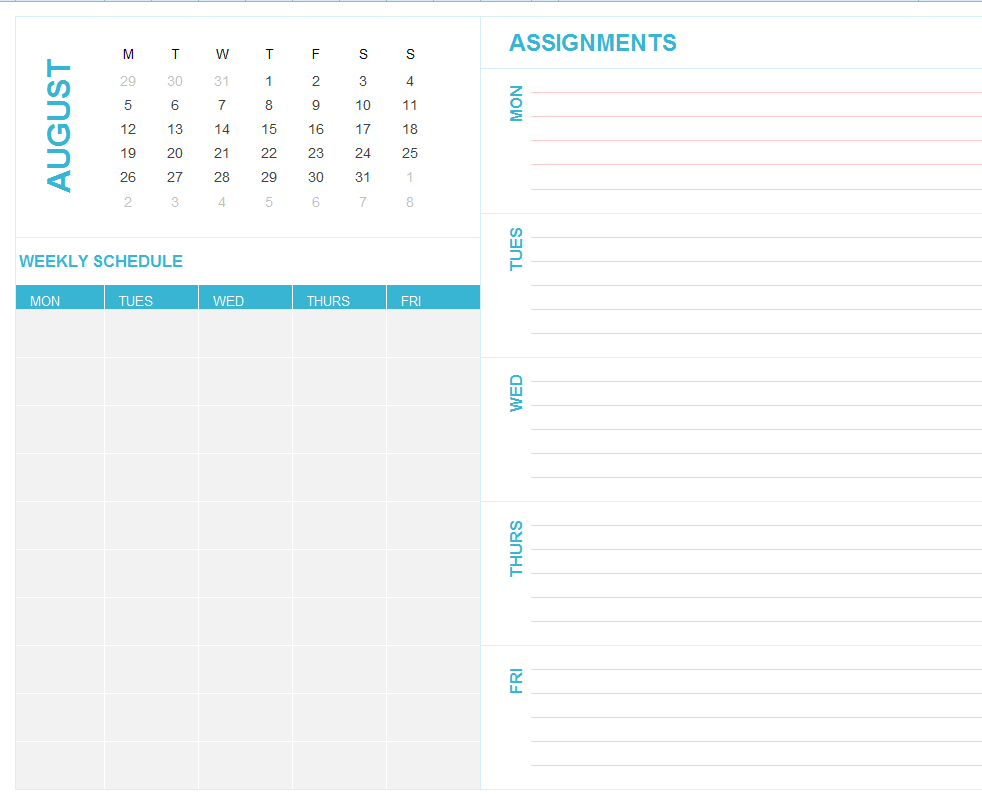 AUGUST
M T W T F S S
29 30 31 1 2 3 4
5 6 7 8 9 10 11
12 13 14 15 16 17 18
19 20 21 22 23 24 25
26 27 28 29 30 31 1
2 3 4 5 6 7 8
WEEKLY SCHEDULE
MON TUES WED THURS FRI
ASSIGNMENTS
MON
TUES
WED
THURS
FRI